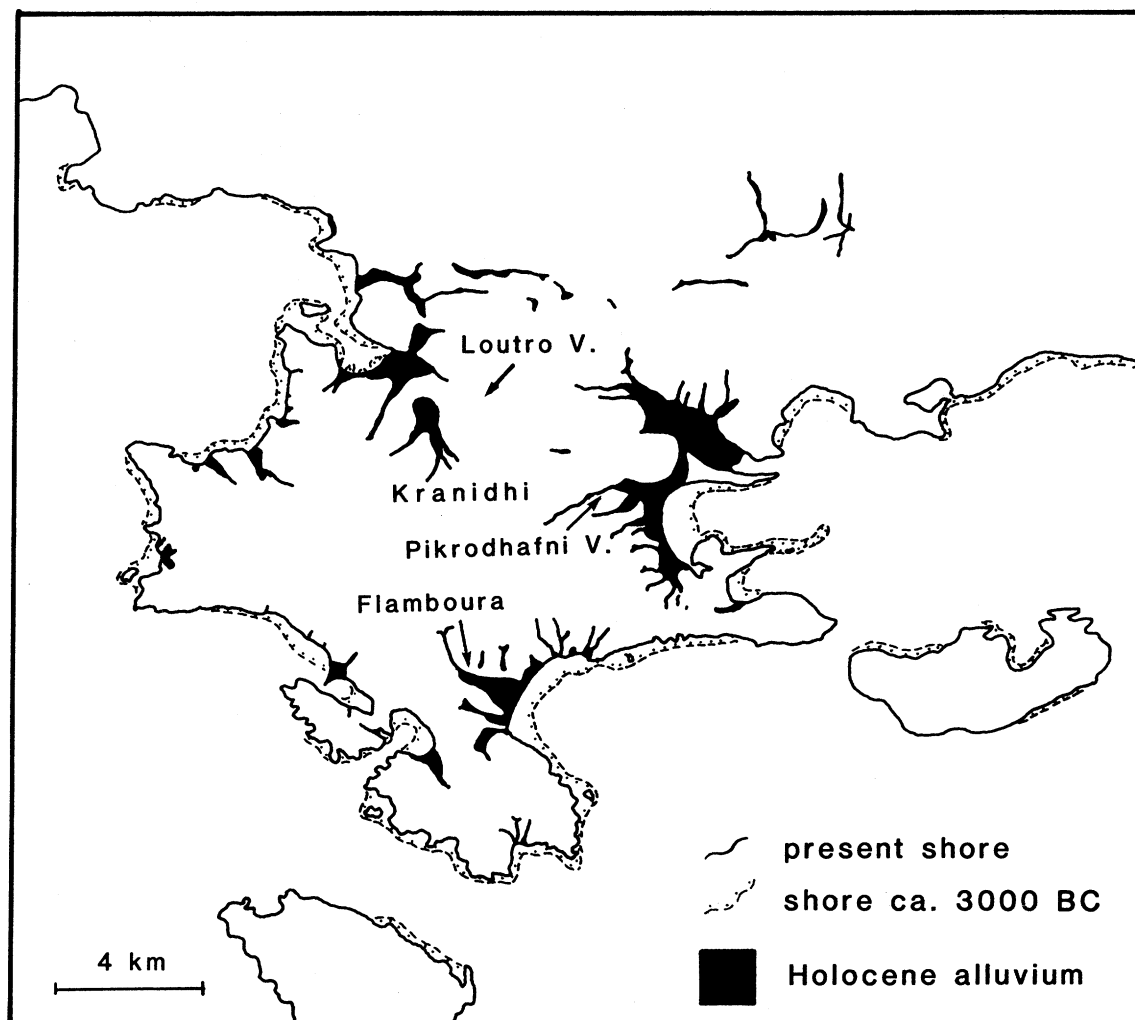 Loutro V.
Kranidhi
Pikrodhafni V.
Flamboura
present shore
shore ca. 3000 BC
4 km
Holocene alluvium